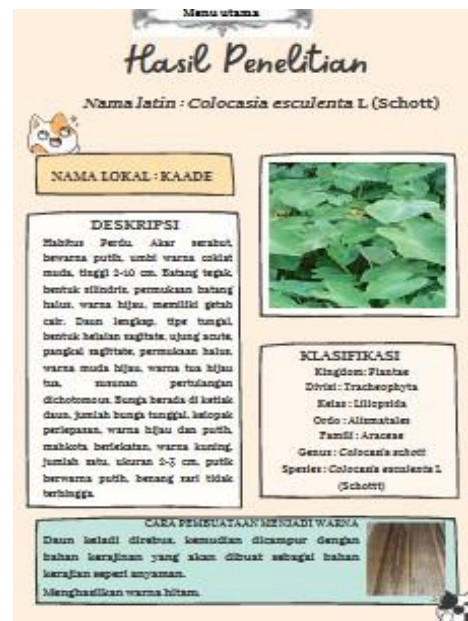 Menu utama
Hasil Penelitian
Nama latin : Colocasia esculenta L (Schott)
NAMA LOKAL : KAADE
DESKRIPSI
Habitus Perdu. Akar serabut,
bewarna putih, umbi warna coklat
muda, tinggi 2-10 cm. Batang tegak,
bentuk silindris, permukaan batang
halus, warna hijau, memiliki getah
cair. Daun lengkap, tipe tungal,
bentuk helaian sagitate, ujung acute,
pangkal sagittate, permukaan halus,
warna muda hijau, warna tua hijau
tua, susunan pertulangan
dichotomous. Bunga berada di ketiak
daun, jumlah bunga tunggal, kelopak
perlepasan, warna hijau dan putih,
mahkota berlekatan, warna kuning,
jumlah satu, ukuran 2-3 cm, putik
berwarna putih, benang sari tidak
terhingga.
KLASIFIKASI
Kingdom: Plantae
Divisi : Tracheophyta
Kelas : Liliopsida
Ordo : Alismatales
Famili : Araceae
Genus : Colocasia schott
Spesies : Colocasia esculenta L
(Schott)
CARA PEMBUATAAN MENJADI WARNA
Daun keladi direbus, kemudian dicampur dengan
bahan kerajinan yang akan dibuat sebagai bahan
kerajian seperi anyaman.
Menghasilkan warna hitam.